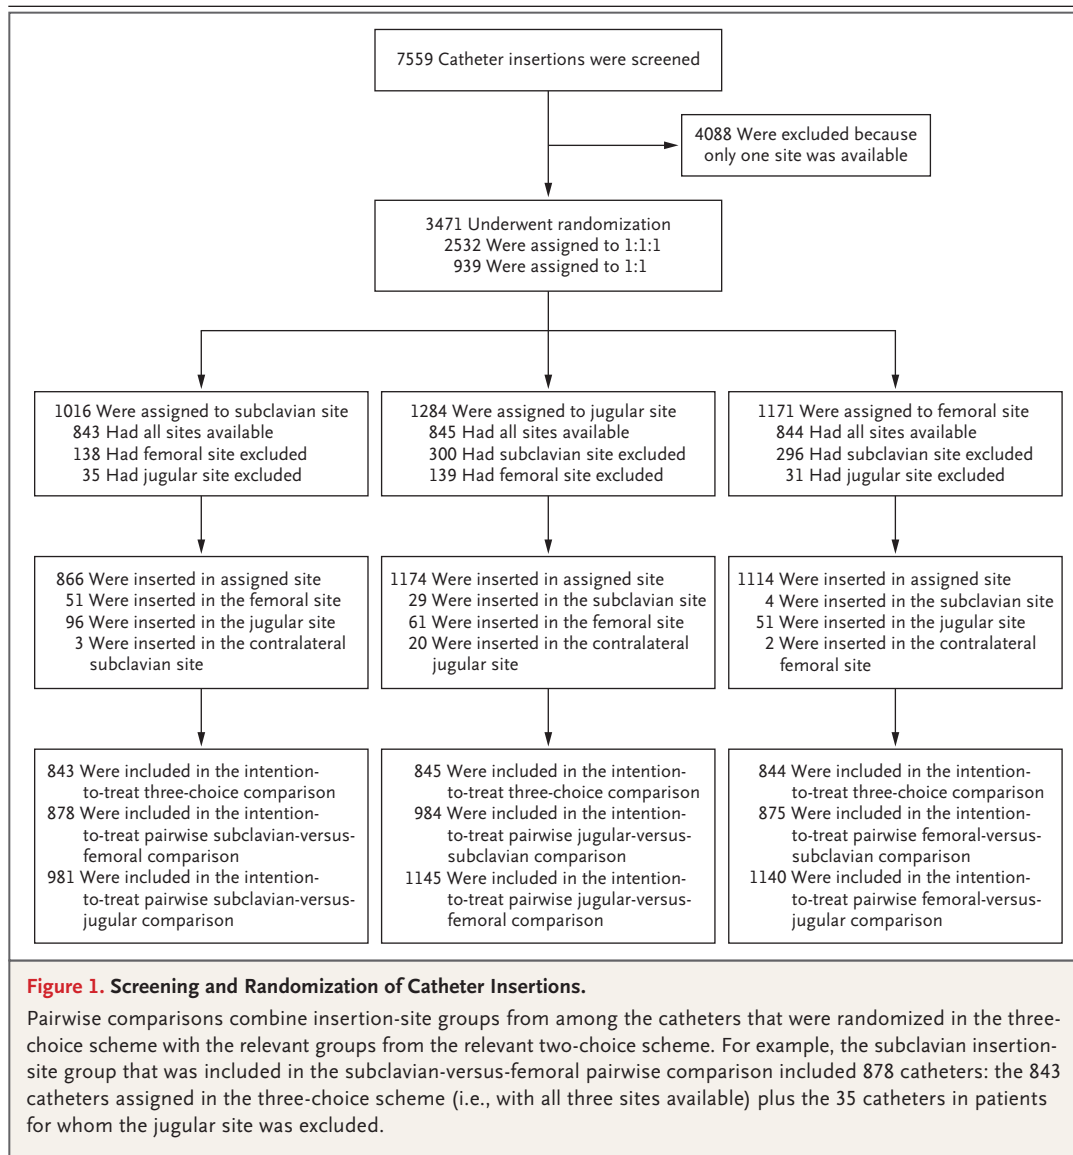 7559 Catheter insertions were screened
4088 Were excluded because
only one site was available
3471 Underwent randomization
2532 Were assigned to 1:1:1
939 Were assigned to 1:1
1016 Were assigned to subclavian site
843 Had all sites available
138 Had femoral site excluded
35 Had jugular site excluded
1284 Were assigned to jugular site
845 Had all sites available
300 Had subclavian site excluded
139 Had femoral site excluded
1171 Were assigned to femoral site
844 Had all sites available
296 Had subclavian site excluded
31 Had jugular site excluded
866 Were inserted in assigned site
51 Were inserted in the femoral site
96 Were inserted in the jugular site
3 Were inserted in the contralateral
subclavian site
1174 Were inserted in assigned site
29 Were inserted in the subclavian site
61 Were inserted in the femoral site
20 Were inserted in the contralateral
jugular site
1114 Were inserted in assigned site
4 Were inserted in the subclavian site
51 Were inserted in the jugular site
2 Were inserted in the contralateral
femoral site
843 Were included in the intention-
to-treat three-choice comparison
878 Were included in the intention-
to-treat pairwise subclavian-versus-
femoral comparison
981 Were included in the intention-
to-treat pairwise subclavian-versus-
jugular comparison
845 Were included in the intention-
to-treat three-choice comparison
984 Were included in the intention-
to-treat pairwise jugular-versus-
subclavian comparison
1145 Were included in the intention-
to-treat pairwise jugular-versus-
femoral comparison
844 Were included in the intention-
to-treat three-choice comparison
875 Were included in the intention-
to-treat pairwise femoral-versus-
subclavian comparison
1140 Were included in the intention-
to-treat pairwise femoral-versus-
jugular comparison
Figure 1. Screening and Randomization of Catheter Insertions.
Pairwise comparisons combine insertion-site groups from among the catheters that were randomized in the three-
choice scheme with the relevant groups from the relevant two-choice scheme. For example, the subclavian insertion-
site group that was included in the subclavian-versus-femoral pairwise comparison included 878 catheters: the 843
catheters assigned in the three-choice scheme (i.e., with all three sites available) plus the 35 catheters in patients
for whom the jugular site was excluded.